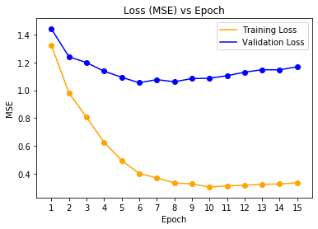 Loss (MSE) vs Epoch
Training Loss
Validation Loss
MSE
1.4
1.2
1.0
0.8
0.6
0.4
1 2 3 4 5 6 7 8 9 10 11 12 13 14 15
Epoch